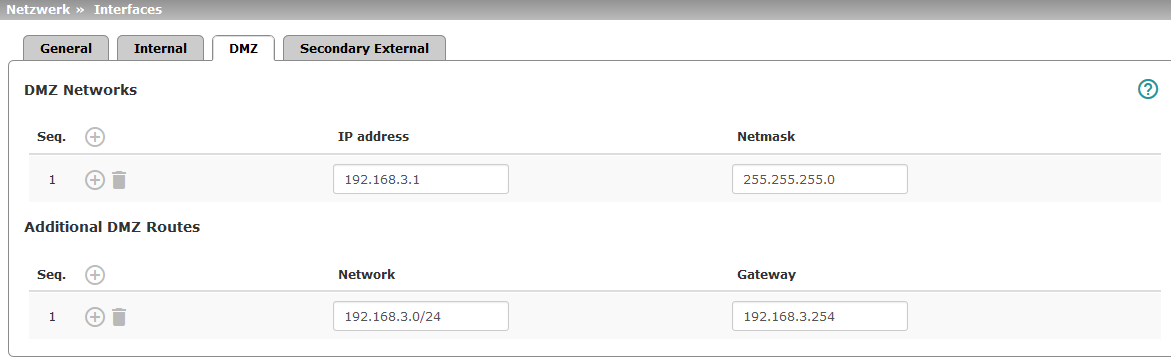 Netzwerk » Interfaces
General Internal DMZ Secondary External
DMZ Networks
Seq. IP address Netmask
1 192.168.3.1 255.255.255.0
Additional DMZ Routes
Seq. Network Gateway
1 192.168.3.0/24 192.168.3.254